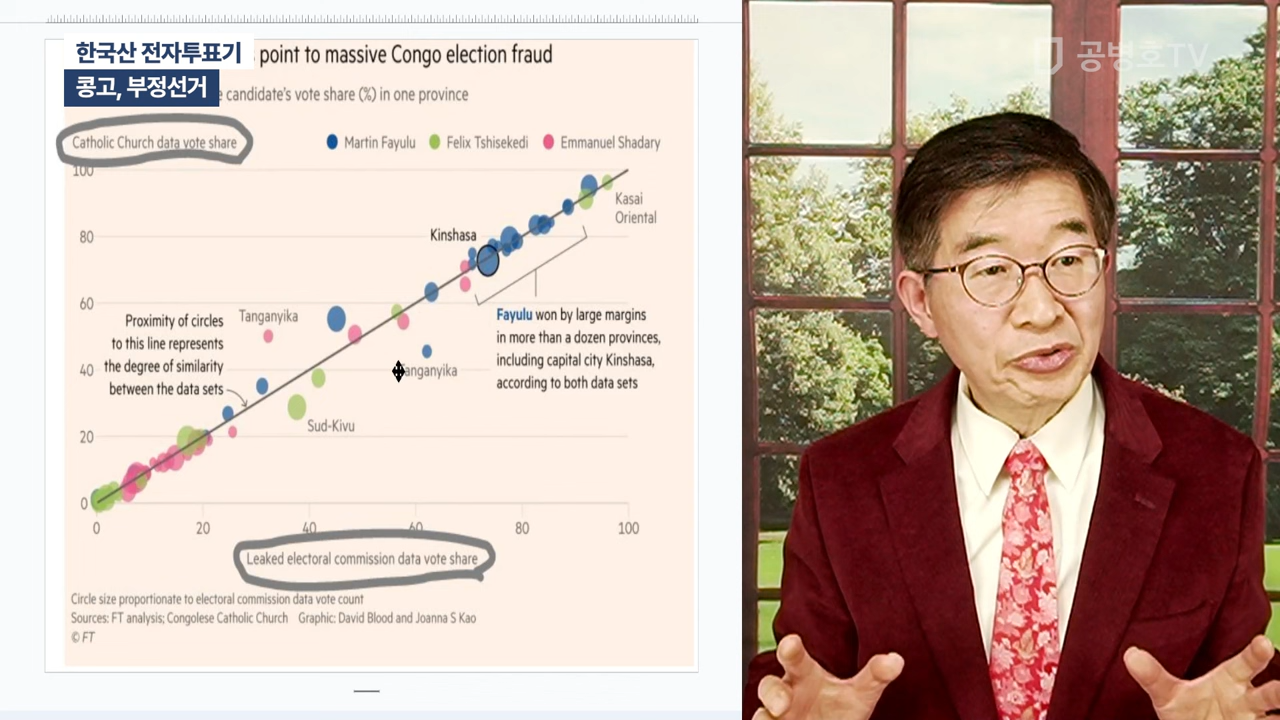 한국산 전자투표기
콩고, 부정선거
point to massive Congo election fraud
candidate's vote share (%) in one province
Catholic Church data vote share
Martin Fayulu
Felix Tshisekedi
Emmanuel Shadary
공병호TV
100
80
60
40
20
0
Kasai
Oriental
Kinshasa
Fayulu won by large margins
in more than a dozen provinces,
including capital city Kinshasa,
according to both data sets
Tanganyika
Proximity of circles
to this line represents
the degree of similarity
between the data sets
anganyika
Sud-Kivu
0 20 40 60 80 100
Leaked electoral commission data vote share
Circle size proportionate to electoral commission data vote count
Sources: FT analysis; Congolese Catholic Church Graphic: David Blood and Joanna S Kao
© FT